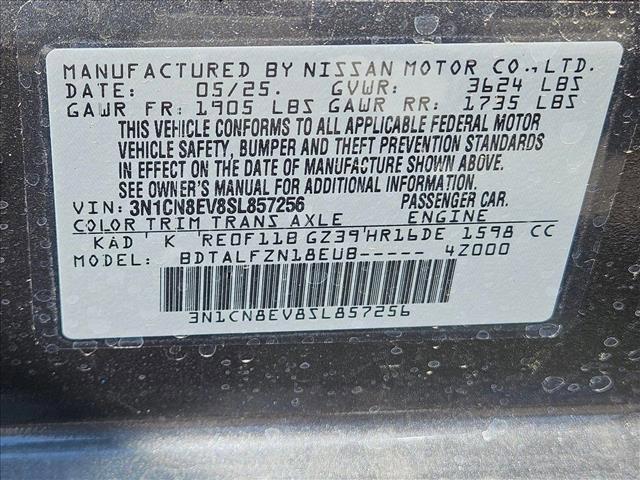 MANUFACTURED BY NISSAN MOTOR CO.,LTD.
DATE: 05/25. GVWR: 3624 LBS
GAWR FR: 1905 LBS GAWR RR: 1735 LBS
THIS VEHICLE CONFORMS TO ALL APPLICABLE FEDERAL MOTOR
VEHICLE SAFETY, BUMPER AND THEFT PREVENTION STANDARDS
IN EFFECT ON THE DATE OF MANUFACTURE SHOWN ABOVE.
SEE OWNER'S MANUAL FOR ADDITIONAL INFORMATION.
VIN: 3N1CN8EV8SL857256 PASSENGER CAR.
COLOR TRIM TRANS AXLE ENGINE
KAD K RE0F11B GZ39 HR16DE 1598 CC
MODEL: BDTALFZN18EUB----- 4Z000
3N1CN8EV8SL857256